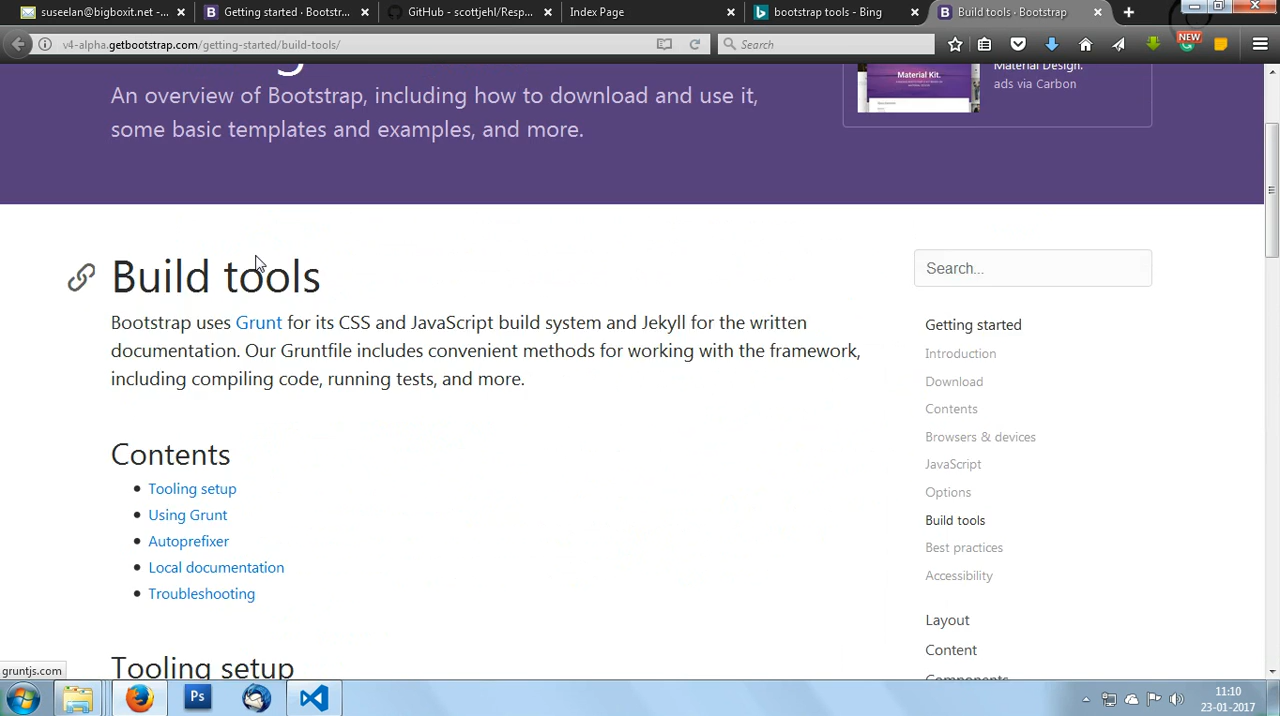 suseelan@bigboxit.net -...
Getting started · Bootstr...
GitHub - scottjehl/Resp...
Index Page
bootstrap tools - Bing
Build tools · Bootstrap
v4-alpha.getbootstrap.com/getting-started/build-tools/
Search
NEW
An overview of Bootstrap, including how to download and use it,
some basic templates and examples, and more.
Material Kit.
Material Design.
ads via Carbon
Build tools
Bootstrap uses Grunt for its CSS and JavaScript build system and Jekyll for the written
documentation. Our Gruntfile includes convenient methods for working with the framework,
including compiling code, running tests, and more.
Contents
Tooling setup
Using Grunt
Autoprefixer
Local documentation
Troubleshooting
Tooling setup
Search...
Getting started
Introduction
Download
Contents
Browsers & devices
JavaScript
Options
Build tools
Best practices
Accessibility
Layout
Content
Components
gruntjs.com
Ps
11:10
23-01-2017